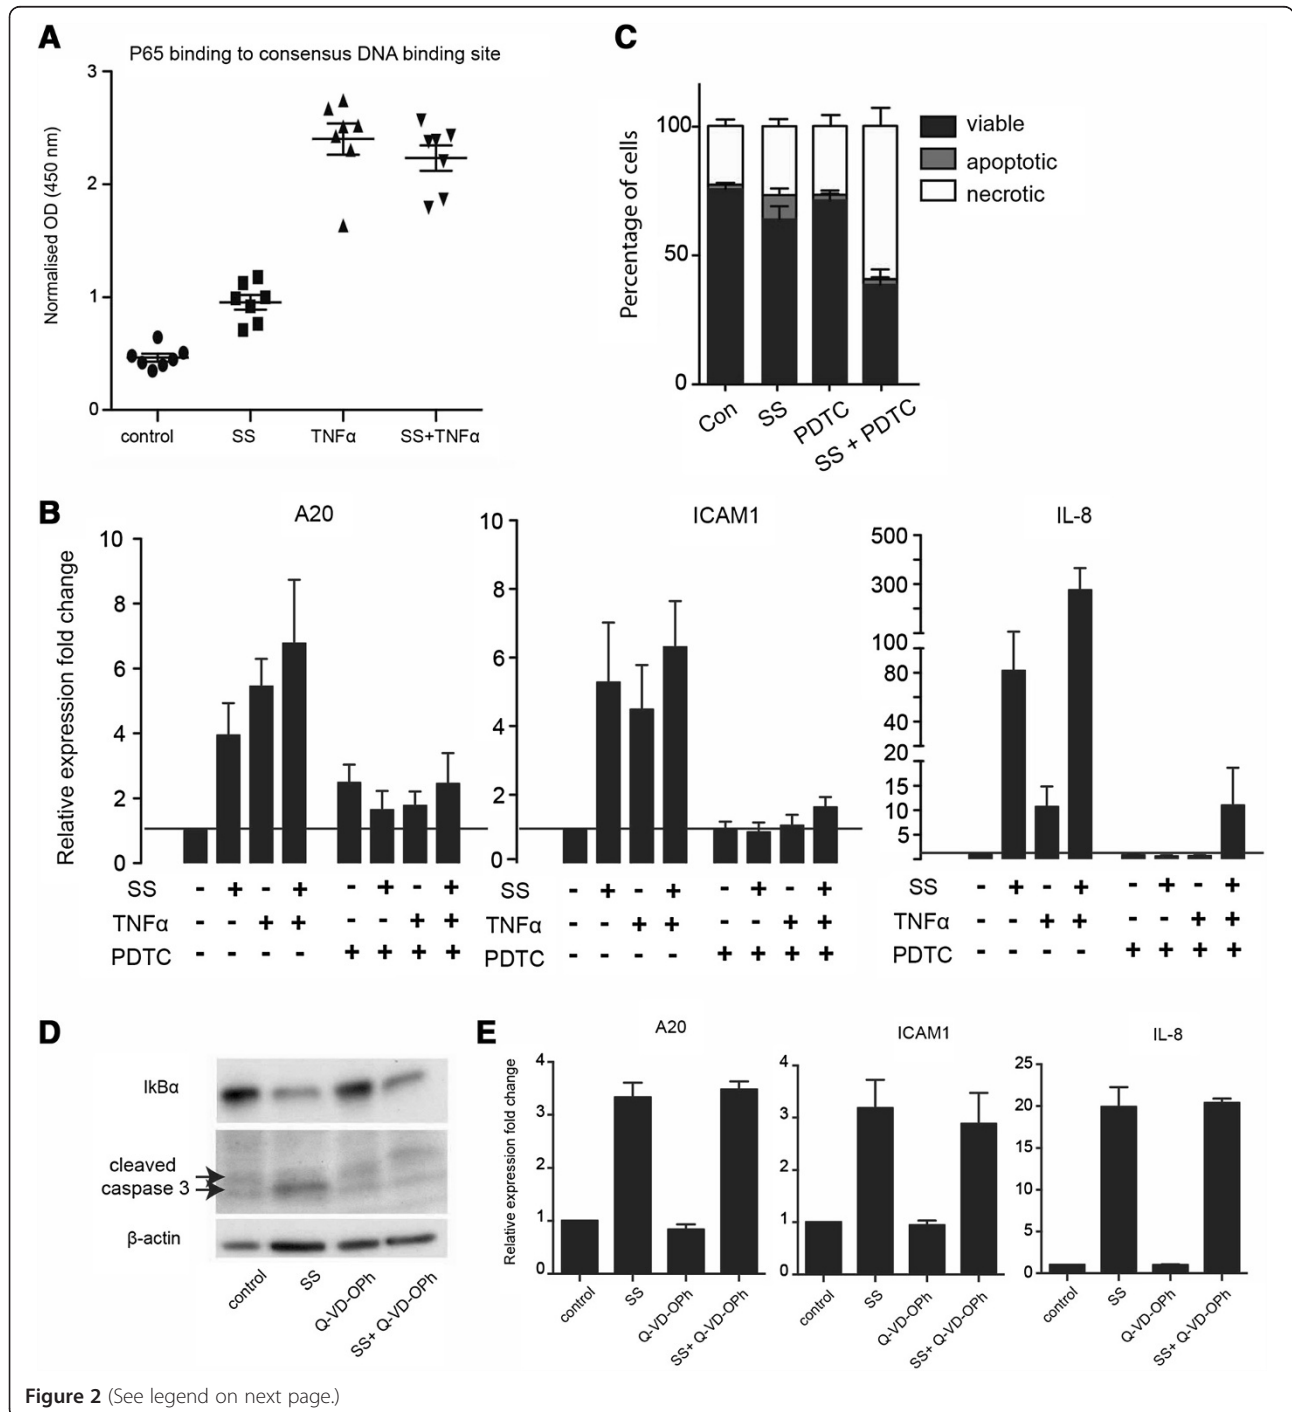 A
P65 binding to consensus DNA binding site
Normalised OD (450 nm)
3
2
1
0
control SS TNFα SS+TNFα
C
Percentage of cells
100
50
0
Con SS PDTC SS + PDTC
viable
apoptotic
necrotic
B
Relative expression fold change
A20
10
8
6
4
2
0
SS - + - + - + - +
TNFα - - + + - - + +
PDTC - - - - + + + +
ICAM1
10
8
6
4
2
0
SS - + - + - + - +
TNFα - - + + - - + +
PDTC - - - - + + + +
IL-8
500
300
100
80
40
20
15
10
5
SS - + - + - + - +
TNFα - - + + - - + +
PDTC - - - - + + + +
D
IkBα
cleaved
caspase 3
β-actin
control SS Q-VD-OPh SS+ Q-VD-OPh
E
Relative expression fold change
A20
4
3
2
1
0
control SS Q-VD-OPh SS+ Q-VD-OPh
ICAM1
4
3
2
1
0
control SS Q-VD-OPh SS+ Q-VD-OPh
IL-8
25
20
15
10
5
0
control SS Q-VD-OPh SS+ Q-VD-OPh
Figure 2 (See legend on next page.)